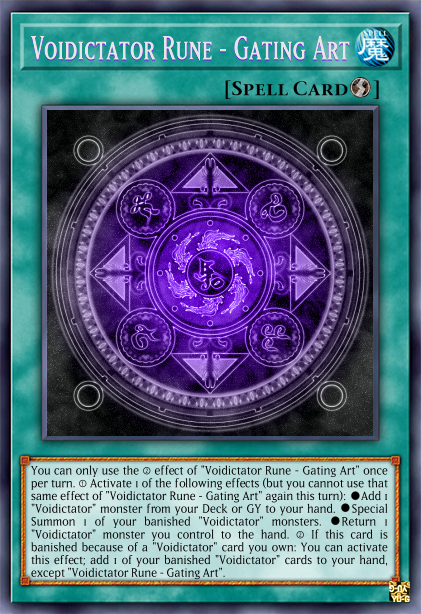 Voidictator Rune - Gating Art
SPELL
魔
[Spell Card]
You can only use the ② effect of "Voidictator Rune - Gating Art" once
per turn. ① Activate 1 of the following effects (but you cannot use that
same effect of "Voidictator Rune - Gating Art" again this turn): ●Add 1
"Voidictator" monster from your Deck or GY to your hand. ●Special
Summon 1 of your banished "Voidictator" monsters. ●Return 1
"Voidictator" monster you control to the hand. ② If this card is
banished because of a "Voidictator" card you own: You can activate
this effect; add 1 of your banished "Voidictator" cards to your hand,
except "Voidictator Rune - Gating Art".